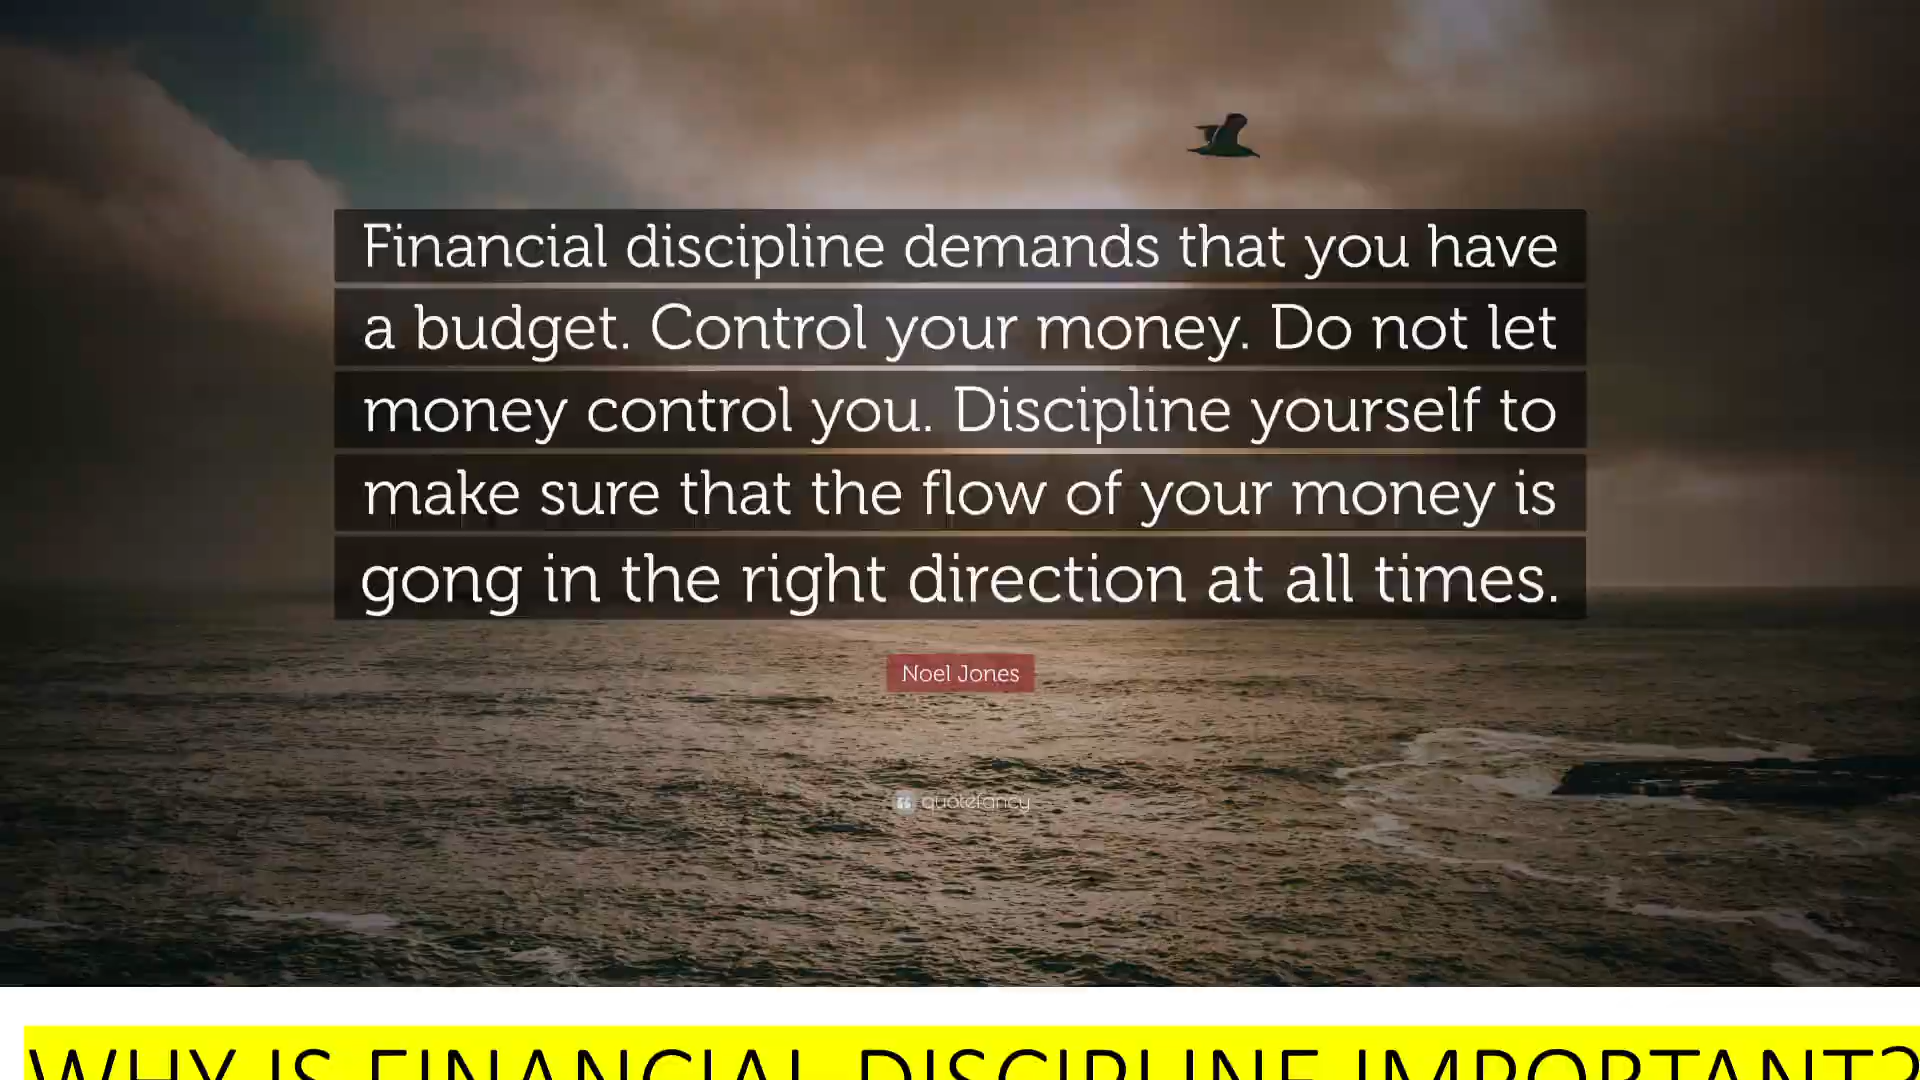 Financial discipline demands that you have
a budget. Control your money. Do not let
money control you. Discipline yourself to
make sure that the flow of your money is
gong in the right direction at all times.
Noel Jones
quotefancy
WHY IS FINANCIAL DISCIPLINE IMPORTANT?